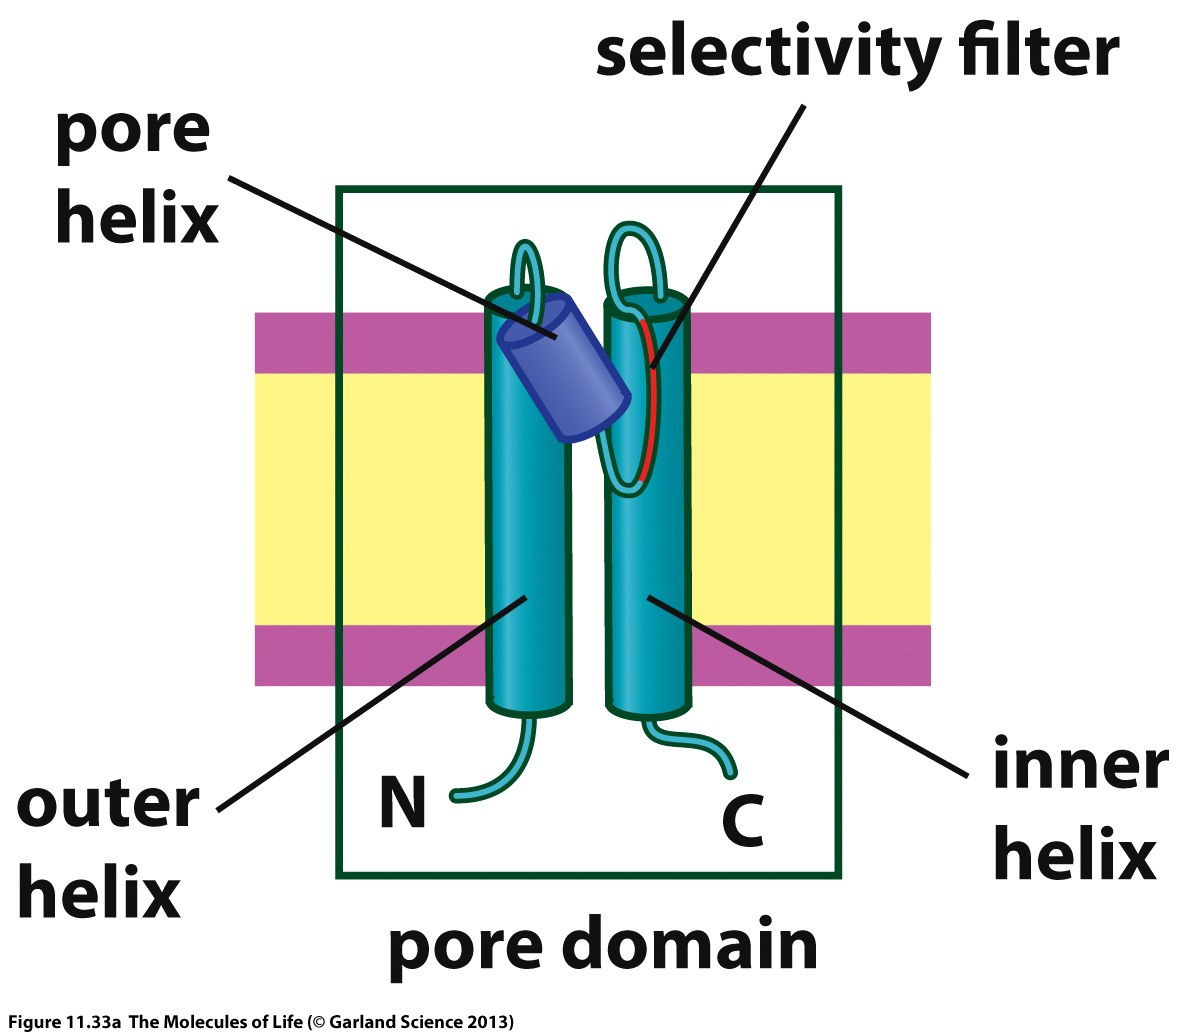 selectivity filter
pore
helix
outer
helix
N
C
inner
helix
pore domain
Figure 11.33a The Molecules of Life (© Garland Science 2013)